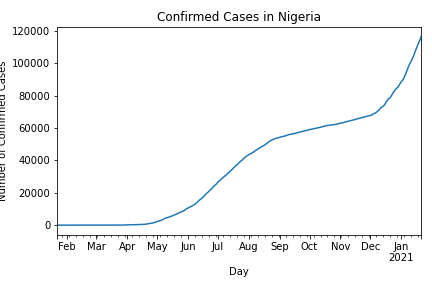 Confirmed Cases in Nigeria
120000
100000
80000
60000
40000
20000
0
Number of Confirmed Cases
Feb Mar Apr May Jun Jul Aug Sep Oct Nov Dec Jan
2021
Day